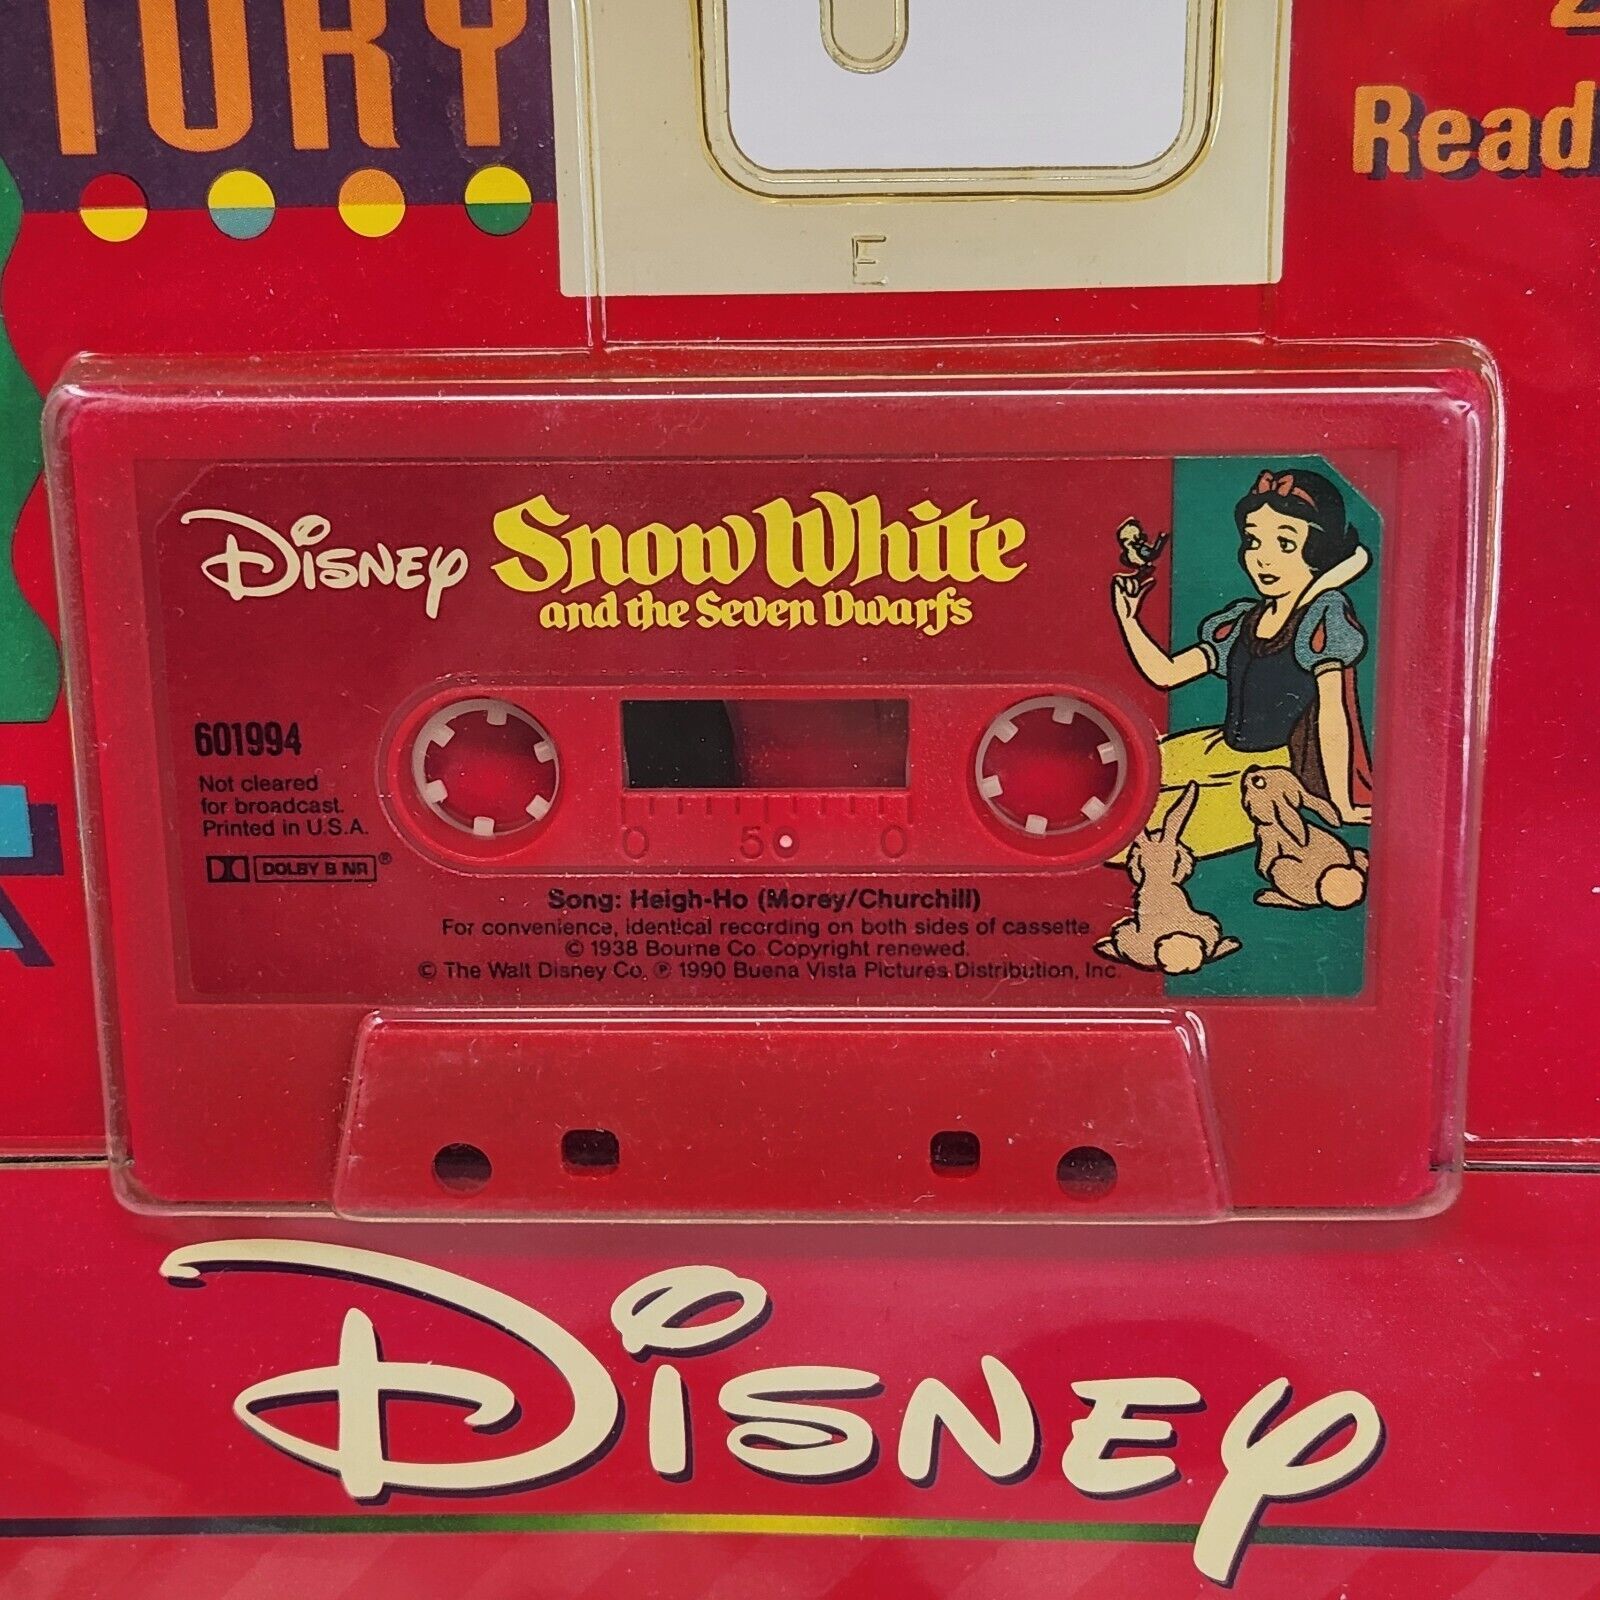 Read
E
Disney
Snow White
and the Seven Dwarfs
601994
Not cleared
for broadcast.
Printed in U.S.A.
DOLBY B NR®
0 50 0
Song: Heigh-Ho (Morey/Churchill)
For convenience, identical recording on both sides of cassette.
© 1938 Bourne Co. Copyright renewed.
© The Walt Disney Co. ℗ 1990 Buena Vista Pictures Distribution, Inc.
Disney